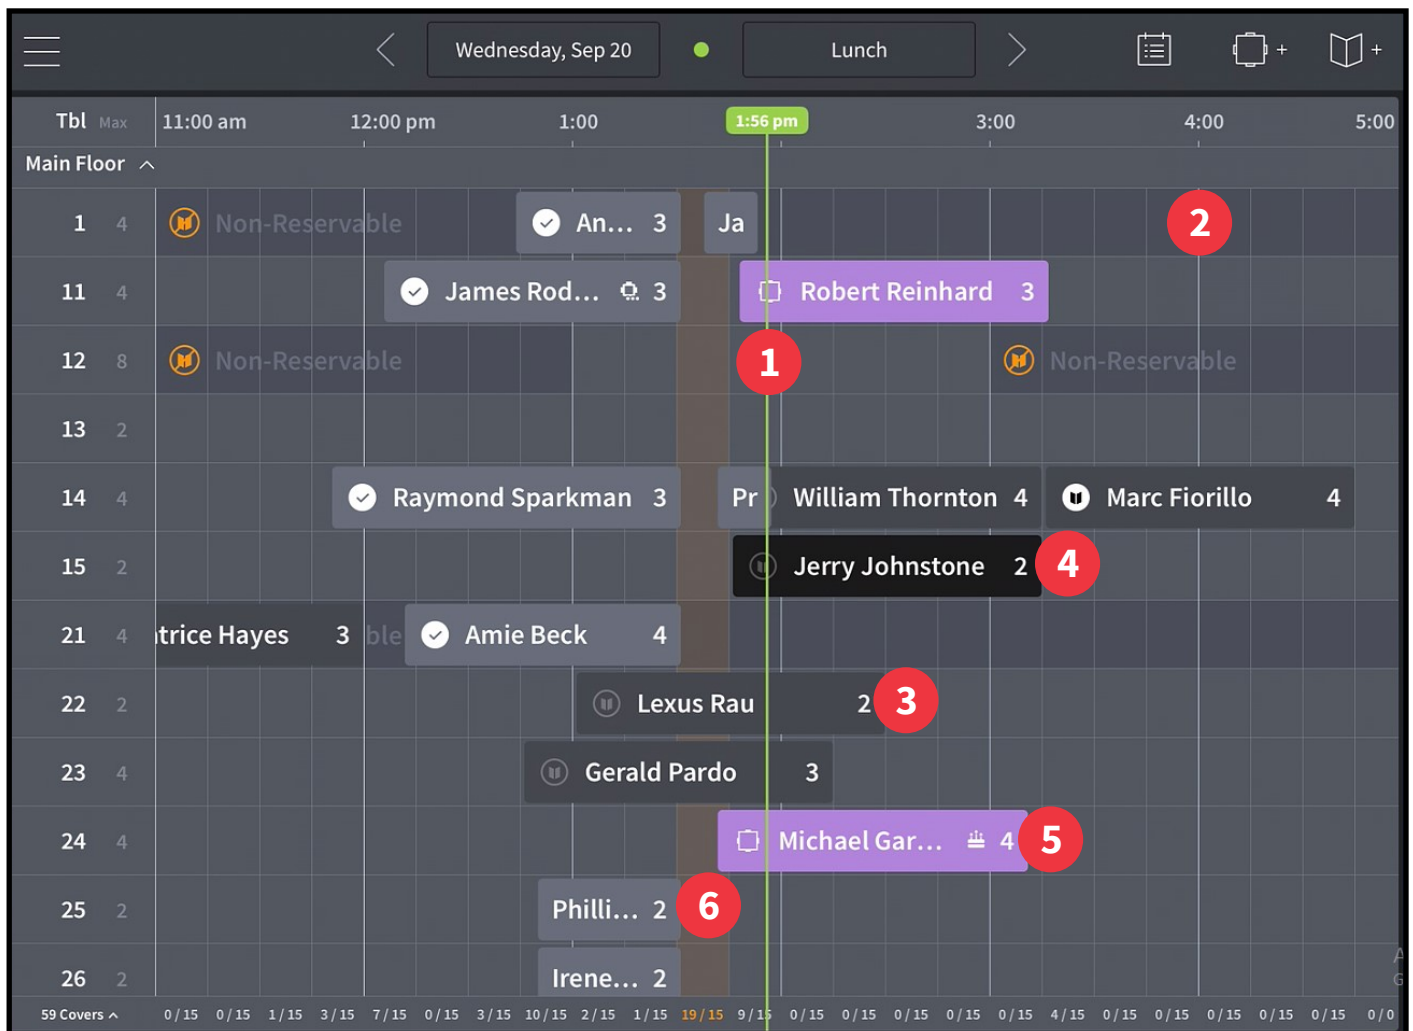 Wednesday, Sep 20 Lunch + +
Tbl Max 11:00 am 12:00 pm 1:00 1:56 pm 3:00 4:00 5:00
Main Floor
1 4 Non-Reservable An... 3 Ja 2
11 4 James Rod... 3 Robert Reinhard 3
12 8 Non-Reservable 1 Non-Reservable
13 2
14 4 Raymond Sparkman 3 Pr William Thornton 4 Marc Fiorillo 4
15 2 Jerry Johnstone 2 4
21 4 trice Hayes 3 ble Amie Beck 4
22 2 Lexus Rau 2 3
23 4 Gerald Pardo 3
24 4 Michael Gar... 4 5
25 2 Philli... 2 6
26 2 Irene... 2
59 Covers 0/15 0/15 1/15 3/15 7/15 0/15 3/15 10/15 2/15 1/15 19/15 9/15 0/15 0/15 0/15 0/15 0/15 4/15 0/15 0/15 0/15 0/15 0/15 0/0